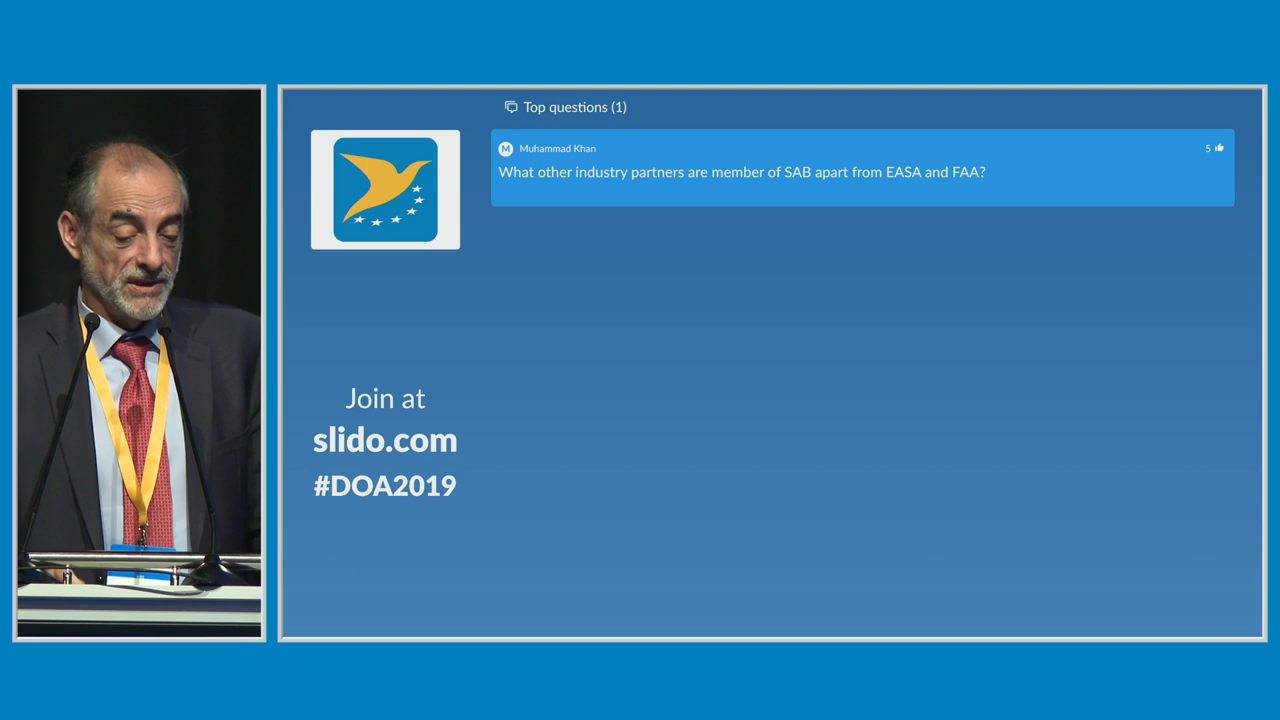 Top questions (1)
M Muhammad Khan 5
What other industry partners are member of SAB apart from EASA and FAA?
Join at
slido.com
#DOA2019